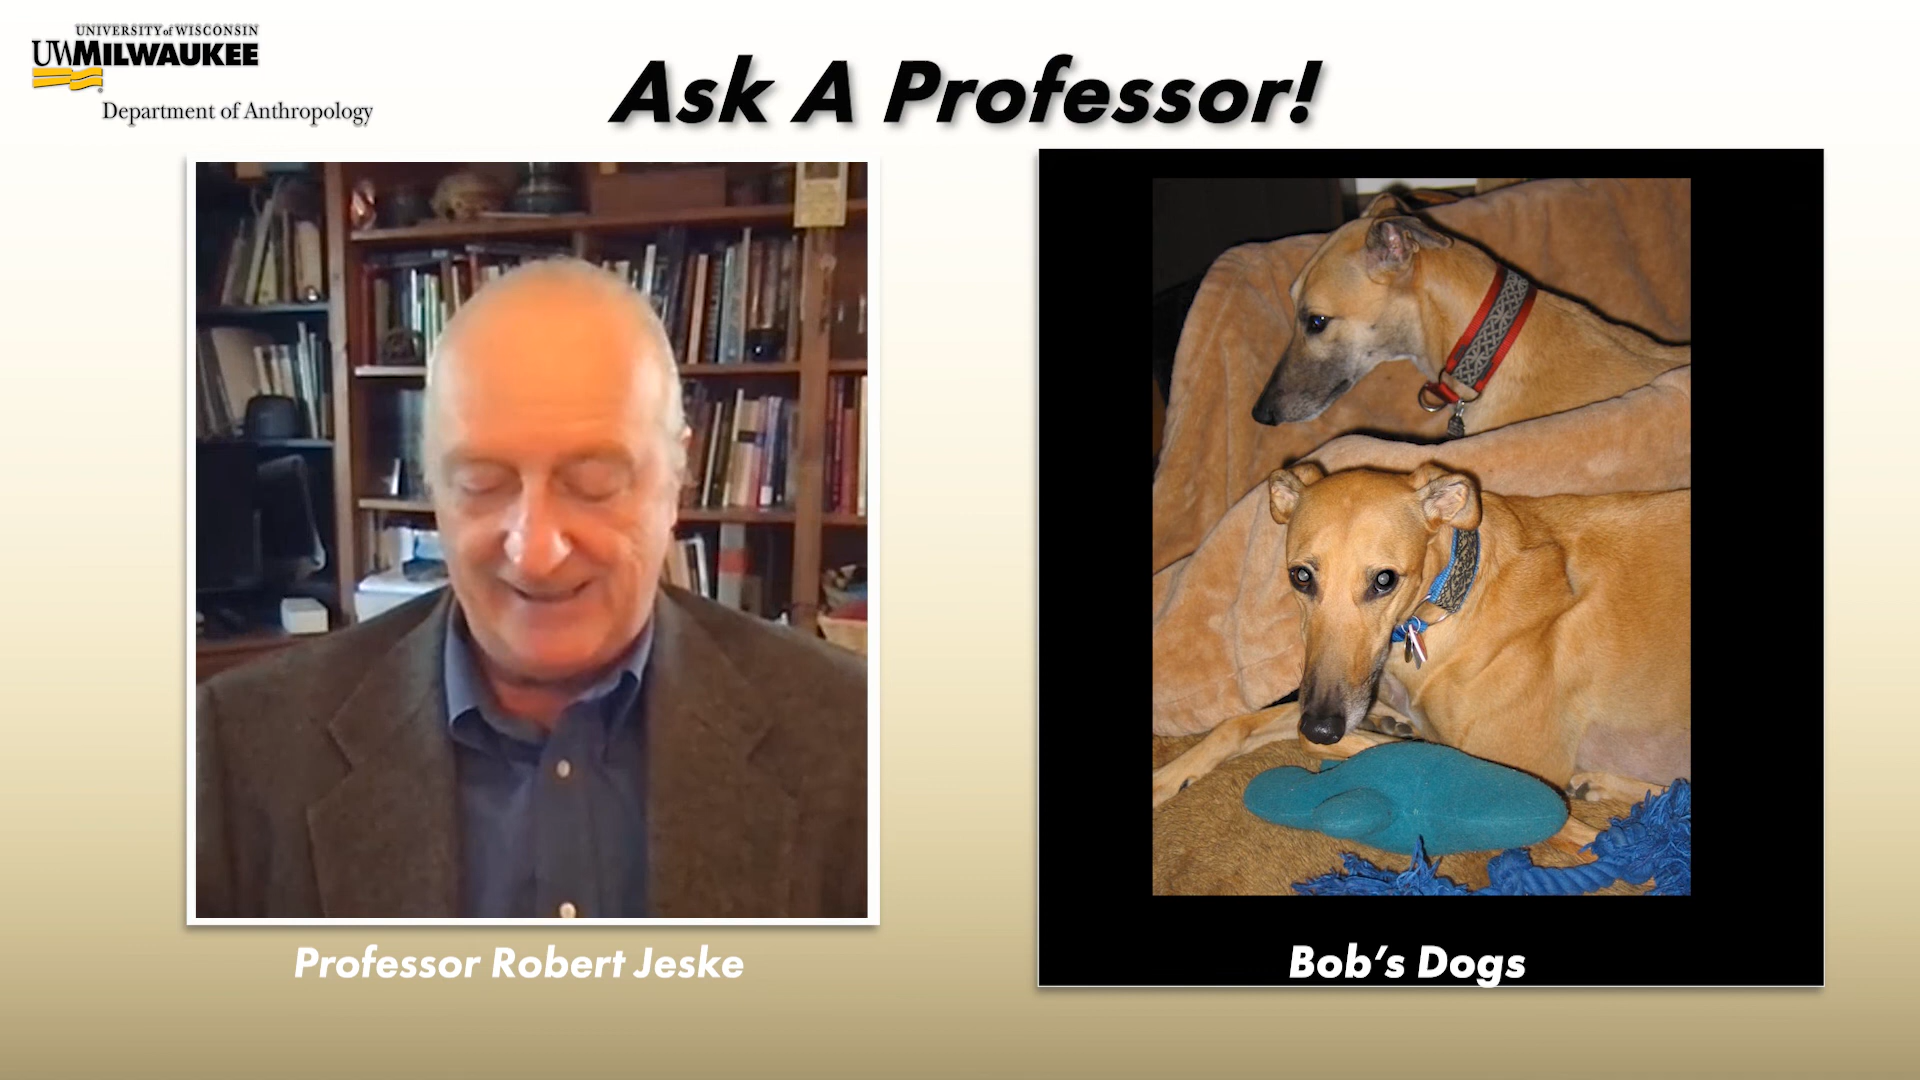 UNIVERSITY of WISCONSIN
UWMILWAUKEE
Department of Anthropology
Ask A Professor!
Professor Robert Jeske
Bob's Dogs